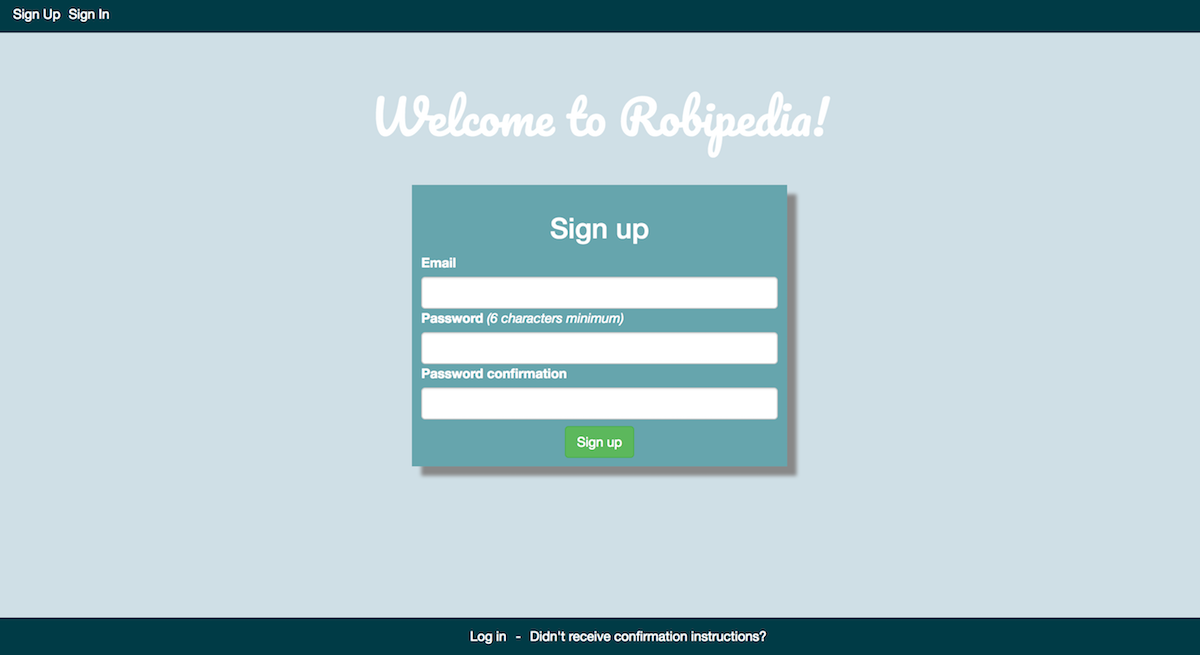 Sign Up Sign In
Welcome to Robipedia!
Sign up
Email
Password (6 characters minimum)
Password confirmation
Sign up
Log in - Didn't receive confirmation instructions?